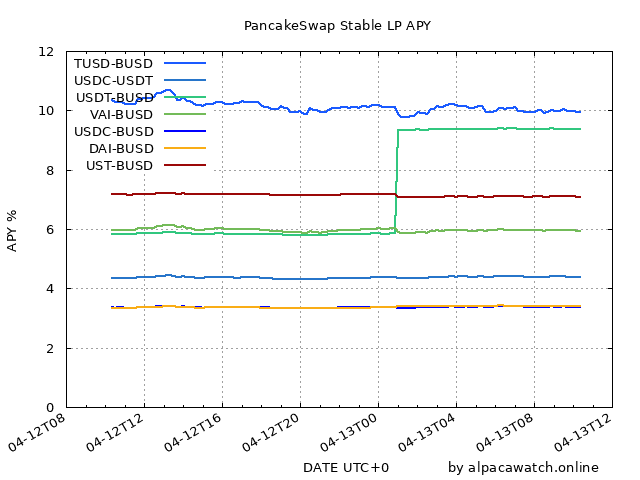 PancakeSwap Stable LP APY
12
10
8
6
4
2
0
APY %
TUSD-BUSD
USDC-USDT
USDT-BUSD
VAI-BUSD
USDC-BUSD
DAI-BUSD
UST-BUSD
04-12T08
04-12T12
04-12T16
04-12T20
04-13T00
04-13T04
04-13T08
04-13T12
DATE UTC+0
by alpacawatch.online